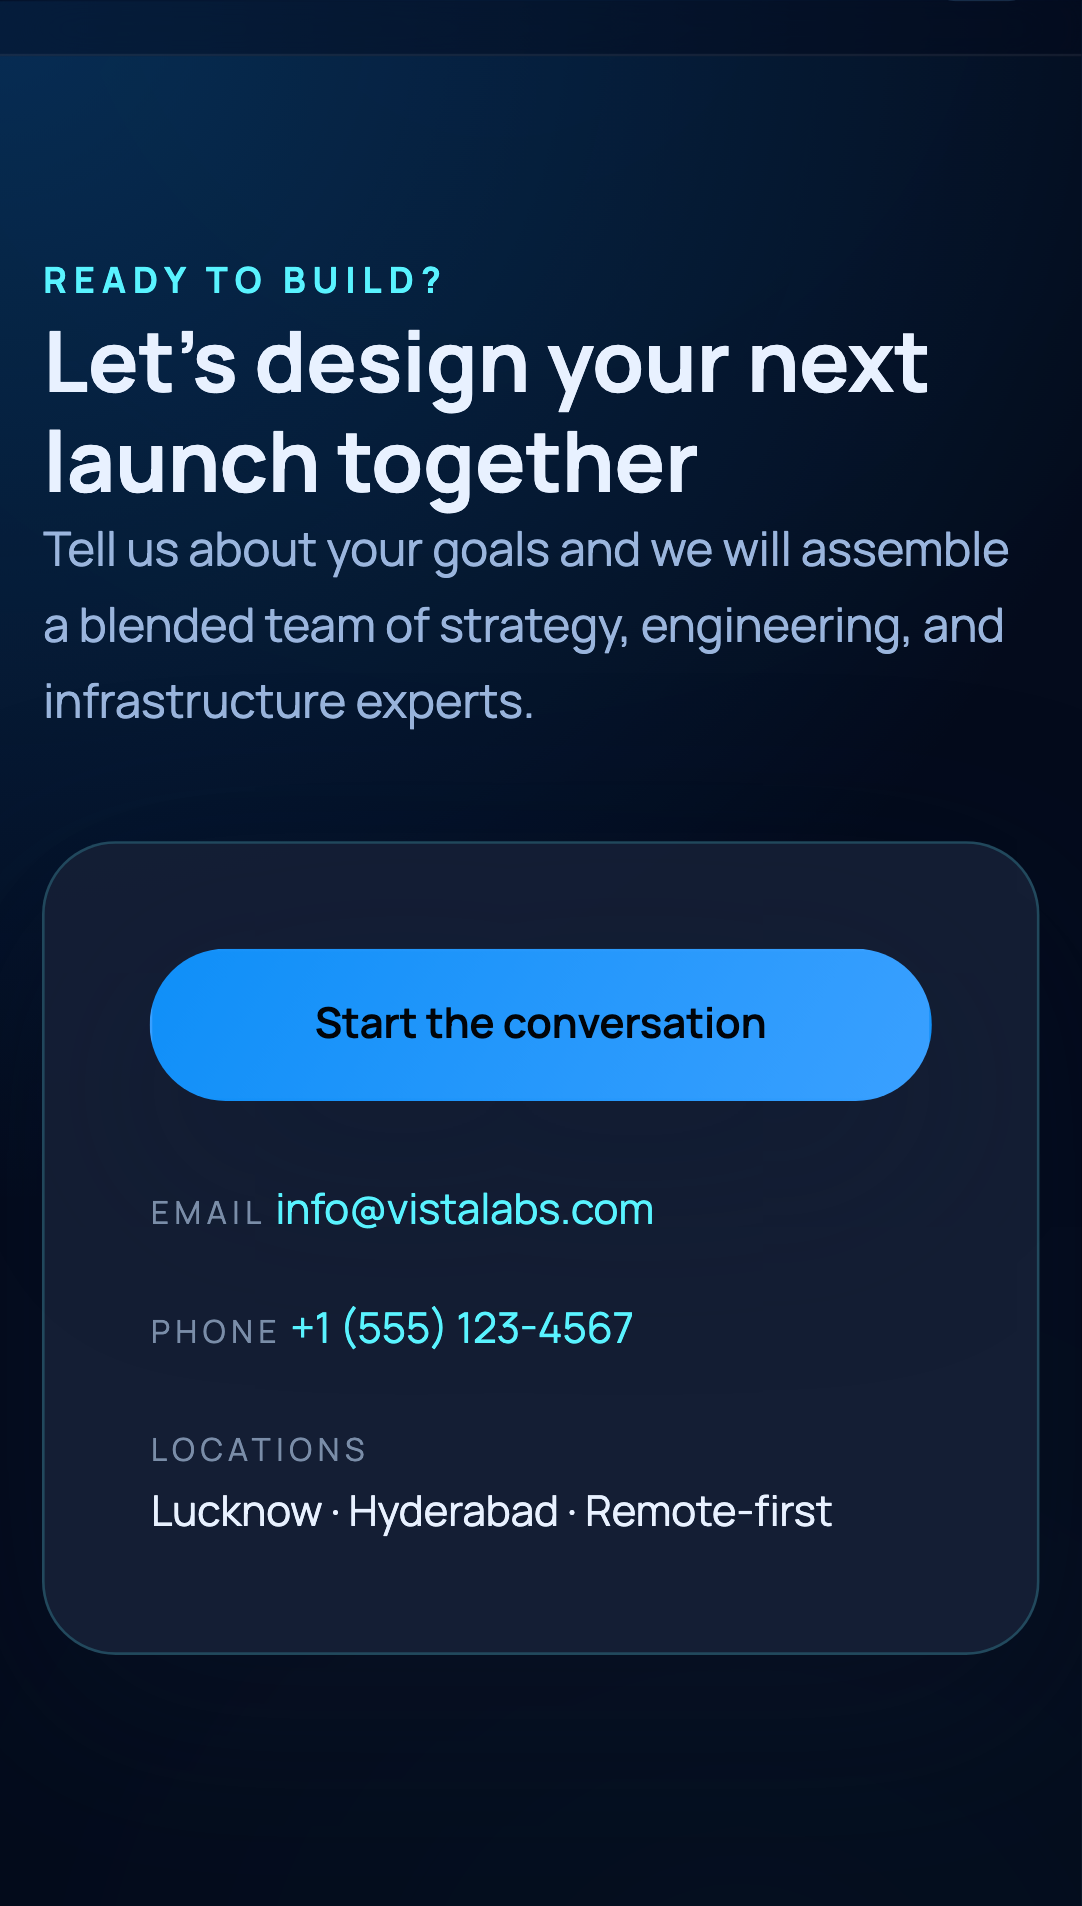 READY TO BUILD?
Let’s design your next
launch together
Tell us about your goals and we will assemble
a blended team of strategy, engineering, and
infrastructure experts.
Start the conversation
EMAIL info@vistalabs.com
PHONE +1 (555) 123-4567
LOCATIONS
Lucknow · Hyderabad · Remote-first